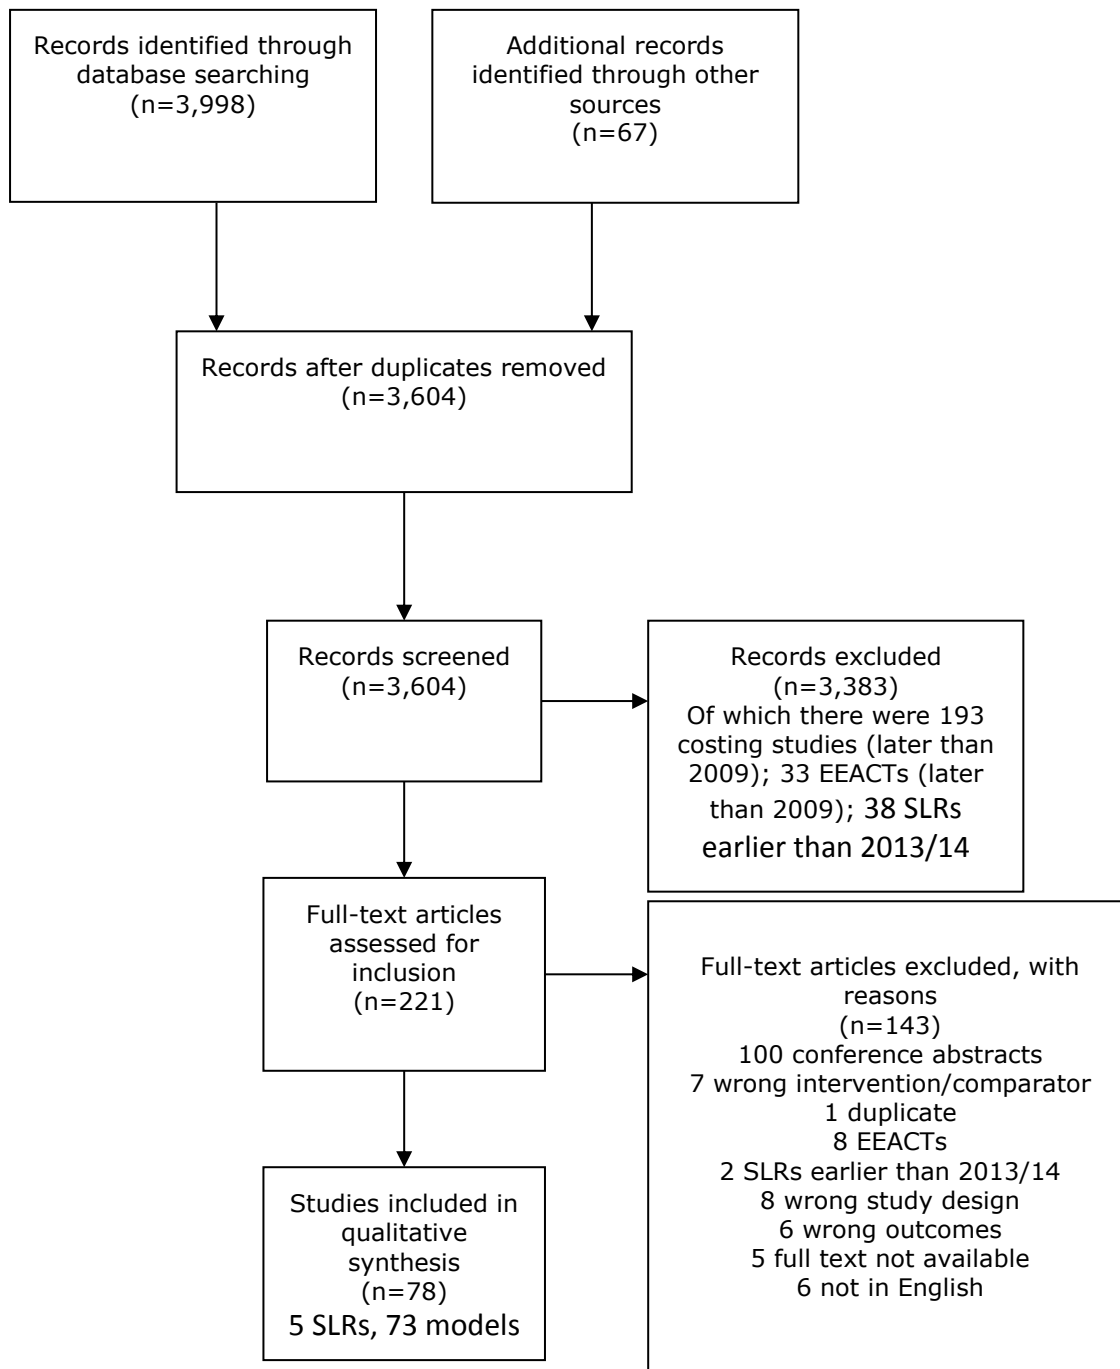 Records identified through
database searching
(n=3,998)
Additional records
identified through other
sources
(n=67)
Records after duplicates removed
(n=3,604)
Records screened
(n=3,604)
Records excluded
(n=3,383)
Of which there were 193
costing studies (later than
2009); 33 EEACTs (later
than 2009); 38 SLRs
earlier than 2013/14
Full-text articles
assessed for
inclusion
(n=221)
Full-text articles excluded, with
reasons
(n=143)
100 conference abstracts
7 wrong intervention/comparator
1 duplicate
8 EEACTs
2 SLRs earlier than 2013/14
8 wrong study design
6 wrong outcomes
5 full text not available
6 not in English
Studies included in
qualitative
synthesis
(n=78)
5 SLRs, 73 models